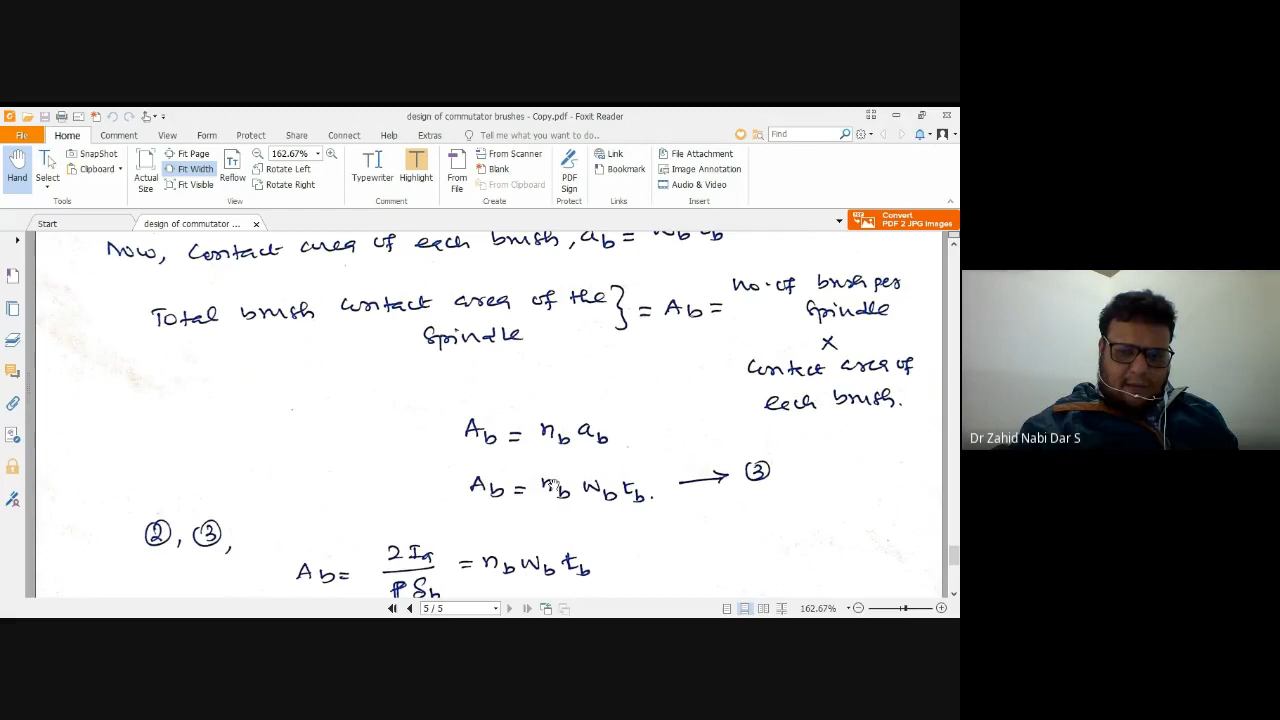 design of commutator brushes - Copy.pdf - Foxit Reader
File Home Comment View Form Protect Share Connect Help Extras Tell me what you want to do.. Find
Hand Select SnapShot Clipboard Actual Size Fit Page Fit Width Fit Visible Reflow 162.67% Rotate Left Rotate Right Typewriter Highlight From File From Scanner Blank From Clipboard PDF Sign Link Bookmark File Attachment Image Annotation Audio & Video
Tools View Comment Create Protect Links Insert
Start design of commutator ... Convert PDF 2 JPG Images
Now, Contact area of each brush, ab = wb tb
Total brush contact area of the spindle } = Ab = no. of brush per spindle
×
contact area of each brush.
Ab = nb ab
Ab = nb wb tb. → ③
②, ③,
Ab = 2Ia / P δb = nb wb tb
Dr Zahid Nabi Dar S
5 / 5 162.67%